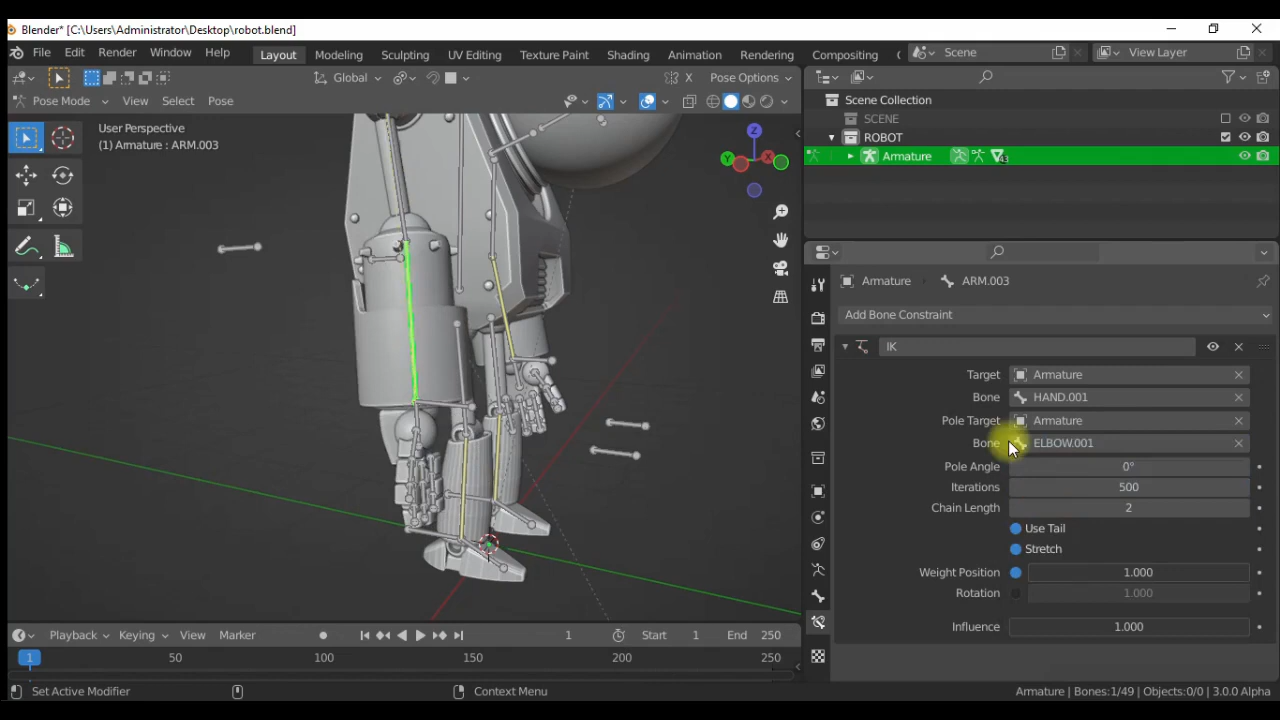 Blender* [C:\Users\Administrator\Desktop\robot.blend]
File Edit Render Window Help Layout Modeling Sculpting UV Editing Texture Paint Shading Animation Rendering Compositing Scene View Layer
Global X Pose Options
Pose Mode View Select Pose
User Perspective
(1) Armature : ARM.003
Z
Y X
Scene Collection
SCENE
ROBOT
Armature 43
Armature ARM.003
Add Bone Constraint
IK
Target Armature
Bone HAND.001
Pole Target Armature
Bone ELBOW.001
Pole Angle 0°
Iterations 500
Chain Length 2
Use Tail
Stretch
Weight Position 1.000
Rotation 1.000
Influence 1.000
Playback Keying View Marker 1 Start 1 End 250
1 50 100 150 200 250
Set Active Modifier Context Menu Armature | Bones:1/49 | Objects:0/0 | 3.0.0 Alpha